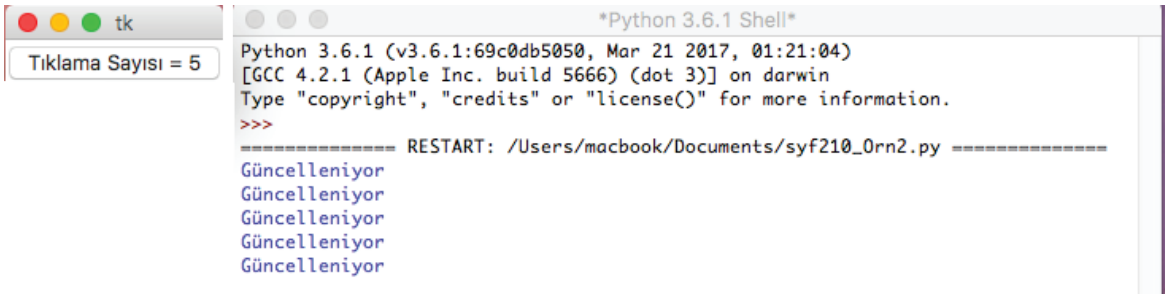 tk
Tıklama Sayısı = 5
*Python 3.6.1 Shell*
Python 3.6.1 (v3.6.1:69c0db5050, Mar 21 2017, 01:21:04)
[GCC 4.2.1 (Apple Inc. build 5666) (dot 3)] on darwin
Type "copyright", "credits" or "license()" for more information.
>>>
============== RESTART: /Users/macbook/Documents/syf210_Orn2.py ==============
Güncelleniyor
Güncelleniyor
Güncelleniyor
Güncelleniyor
Güncelleniyor